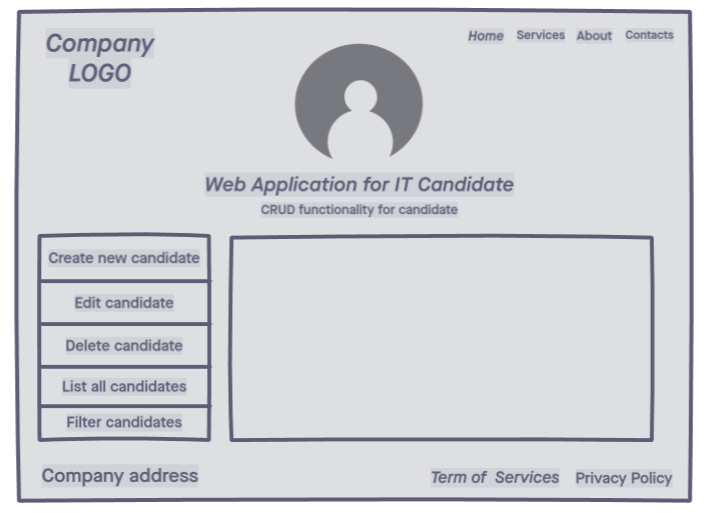 Company
LOGO
Home Services About Contacts
Web Application for IT Candidate
CRUD functionality for candidate
Create new candidate
Edit candidate
Delete candidate
List all candidates
Filter candidates
Company address
Term of Services Privacy Policy